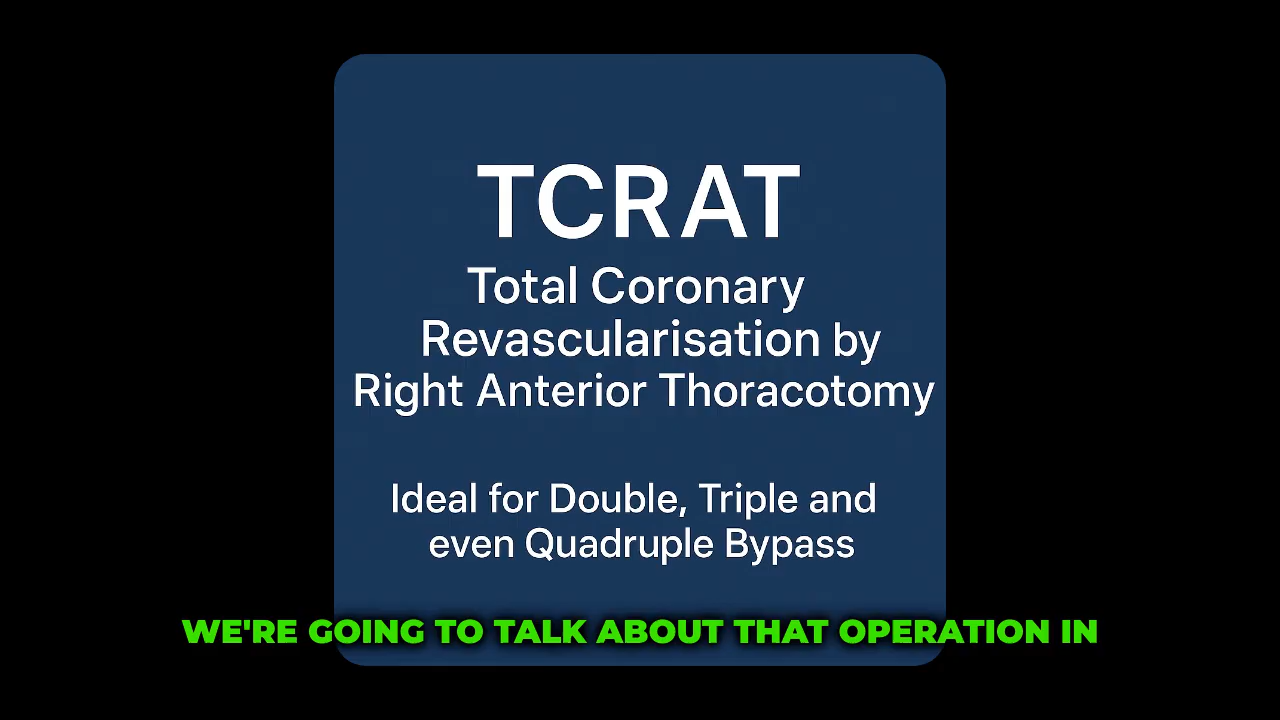 TCRAT
Total Coronary
Revascularisation by
Right Anterior Thoracotomy
Ideal for Double, Triple and
even Quadruple Bypass
WE'RE GOING TO TALK ABOUT THAT OPERATION IN